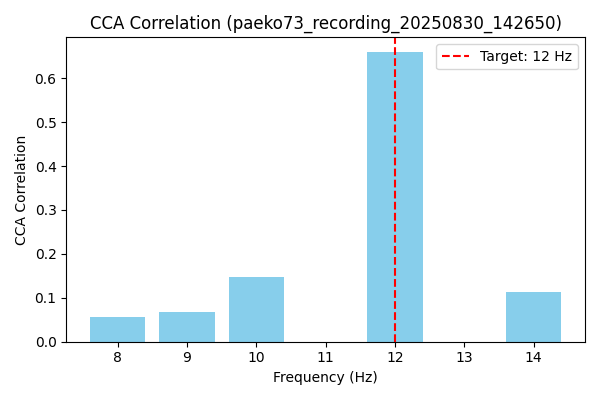 CCA Correlation (paeko73_recording_20250830_142650)
Target: 12 Hz
CCA Correlation
0.6
0.5
0.4
0.3
0.2
0.1
0.0
8 9 10 11 12 13 14
Frequency (Hz)